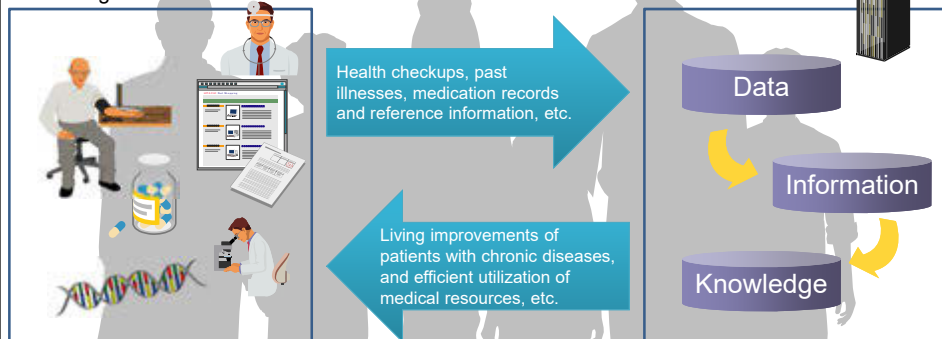 Health checkups, past
illnesses, medication records
and reference information, etc.
Data
Information
Knowledge
Living improvements of
patients with chronic diseases,
and efficient utilization of
medical resources, etc.